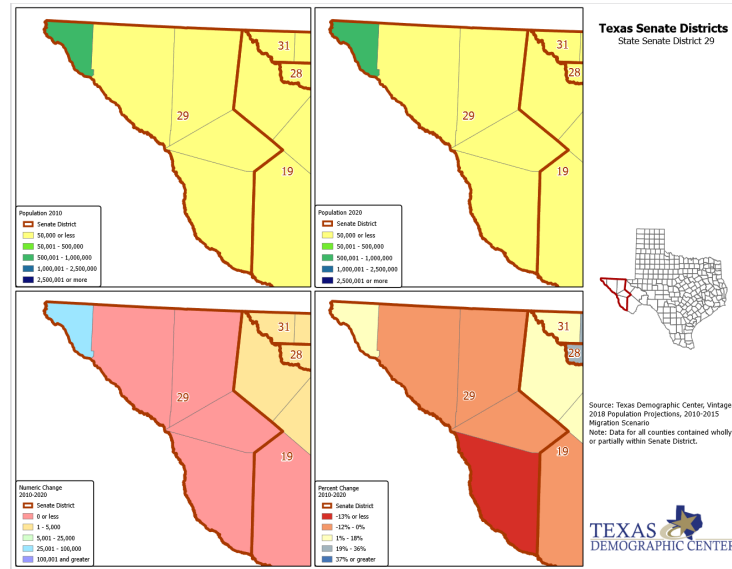 Texas Senate Districts
State Senate District 29
31
28
29
19
Population 2010
Senate District
50,000 or less
50,001 - 500,000
500,001 - 1,000,000
1,000,001 - 2,500,000
2,500,001 or more
31
28
29
19
Population 2020
Senate District
50,000 or less
50,001 - 500,000
500,001 - 1,000,000
1,000,001 - 2,500,000
2,500,001 or more
31
28
29
19
Numeric Change
2010-2020
Senate District
0 or less
1 - 5,000
5,001 - 25,000
25,001 - 100,000
100,001 and greater
31
28
29
19
Percent Change
2010-2020
Senate District
-13% or less
-12% - 0%
1% - 18%
19% - 36%
37% or greater
Source: Texas Demographic Center, Vintage
2018 Population Projections, 2010-2015
Migration Scenario
Note: Data for all counties contained wholly
or partially within Senate District.
TEXAS
DEMOGRAPHIC CENTER